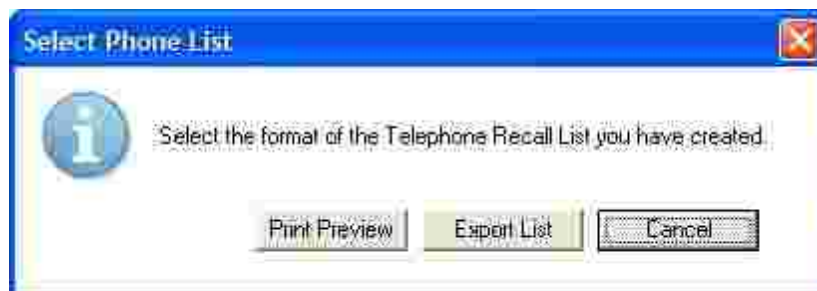 Select Phone List
Select the format of the Telephone Recall List you have created.
Print Preview Export List Cancel